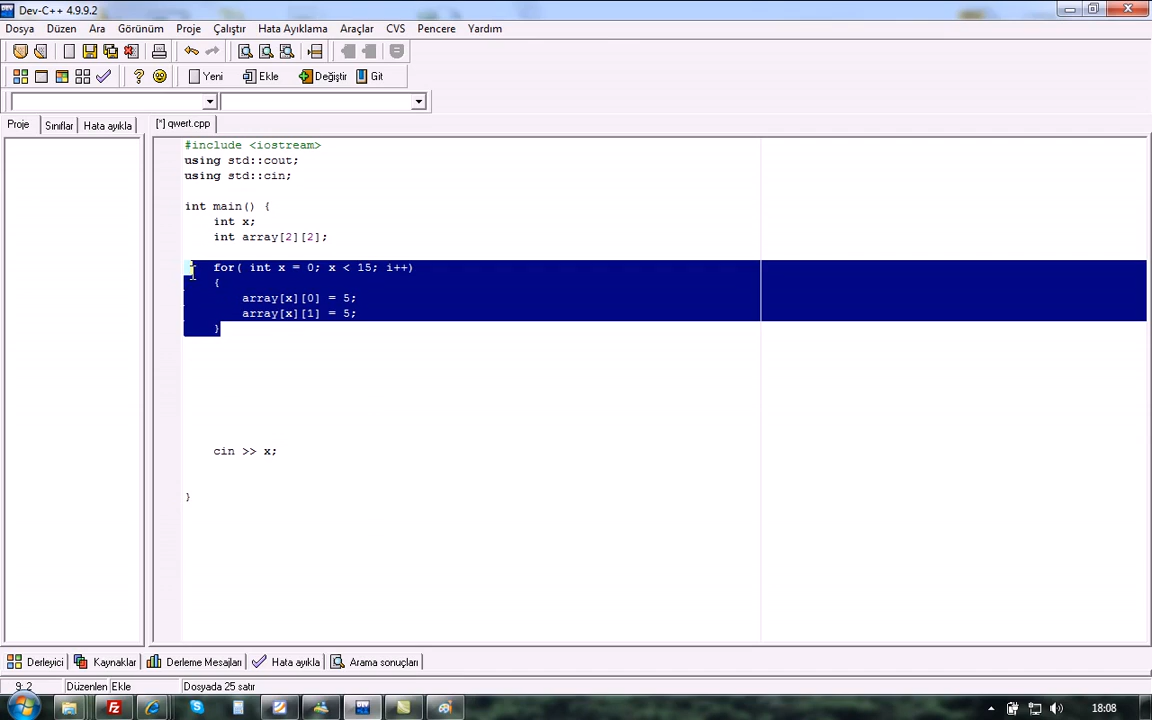 Dev-C++ 4.9.9.2
Dosya Düzen Ara Görünüm Proje Çalıştır Hata Ayıklama Araçlar CVS Pencere Yardım
Yeni Ekle Değiştir Git
Proje Sınıflar Hata ayıkla [*] qwert.cpp
#include <iostream>
using std::cout;
using std::cin;
int main() {
int x;
int array[2][2];
for( int x = 0; x < 15; i++)
{
array[x][0] = 5;
array[x][1] = 5;
}
cin >> x;
}
Derleyici Kaynaklar Derleme Mesajları Hata ayıkla Arama sonuçları
9: 2 Düzenlen Ekle Dosyada 25 satır
18:08